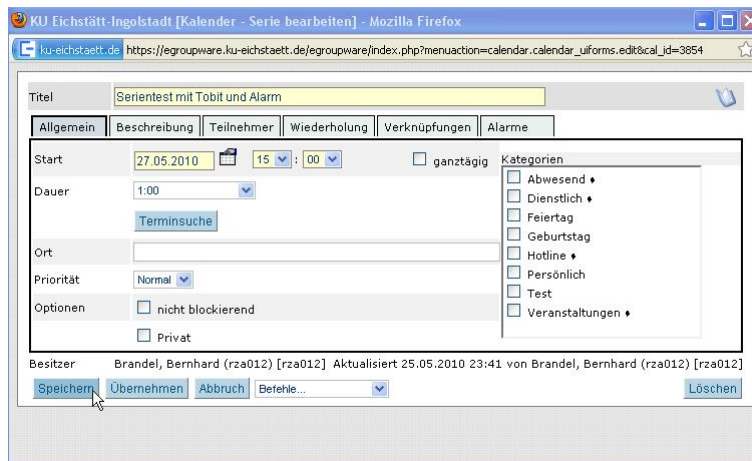 KU Eichstätt-Ingolstadt [Kalender - Serie bearbeiten] - Mozilla Firefox
ku-eichstaett.de https://egroupware.ku-eichstaett.de/egroupware/index.php?menuaction=calendar.calendar_uiforms.edit&cal_id=3854
Titel Serientest mit Tobit und Alarm
Allgemein Beschreibung Teilnehmer Wiederholung Verknüpfungen Alarme
Start 27.05.2010 15 : 00 ganztägig Kategorien
Abwesend ♦
Dauer 1:00 Dienstlich ♦
Feiertag
Terminsuche Geburtstag
Ort Hotline ♦
Priorität Normal Persönlich
Test
Optionen nicht blockierend Veranstaltungen ♦
Privat
Besitzer Brandel, Bernhard (rza012) [rza012] Aktualisiert 25.05.2010 23:41 von Brandel, Bernhard (rza012) [rza012]
Speichern Übernehmen Abbruch Befehle... Löschen